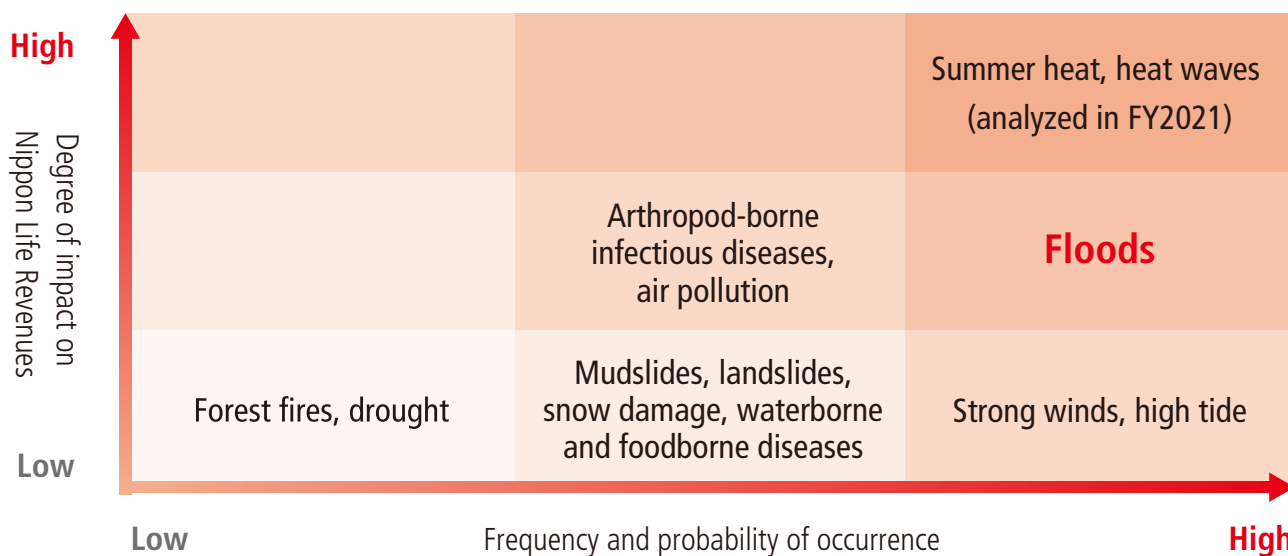 High
Degree of impact on
Nippon Life Revenues
Low
Summer heat, heat waves
(analyzed in FY2021)
Arthropod-borne
infectious diseases,
air pollution
Floods
Forest fires, drought
Mudslides, landslides,
snow damage, waterborne
and foodborne diseases
Strong winds, high tide
Low
Frequency and probability of occurrence
High